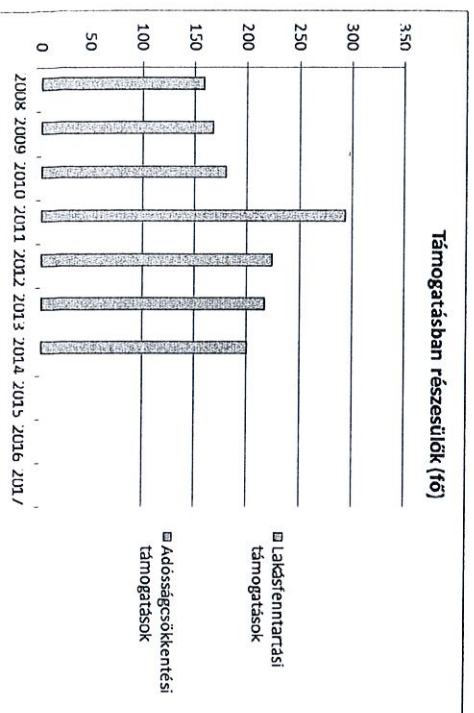 Támogatásban részesülők (fő)
350
300
250
200
150
100
50
0
2008 2009 2010 2011 2012 2013 2014 2015 2016 2017
Lakásfenntartási
támogatások
Adósságcsökkentési
támogatások